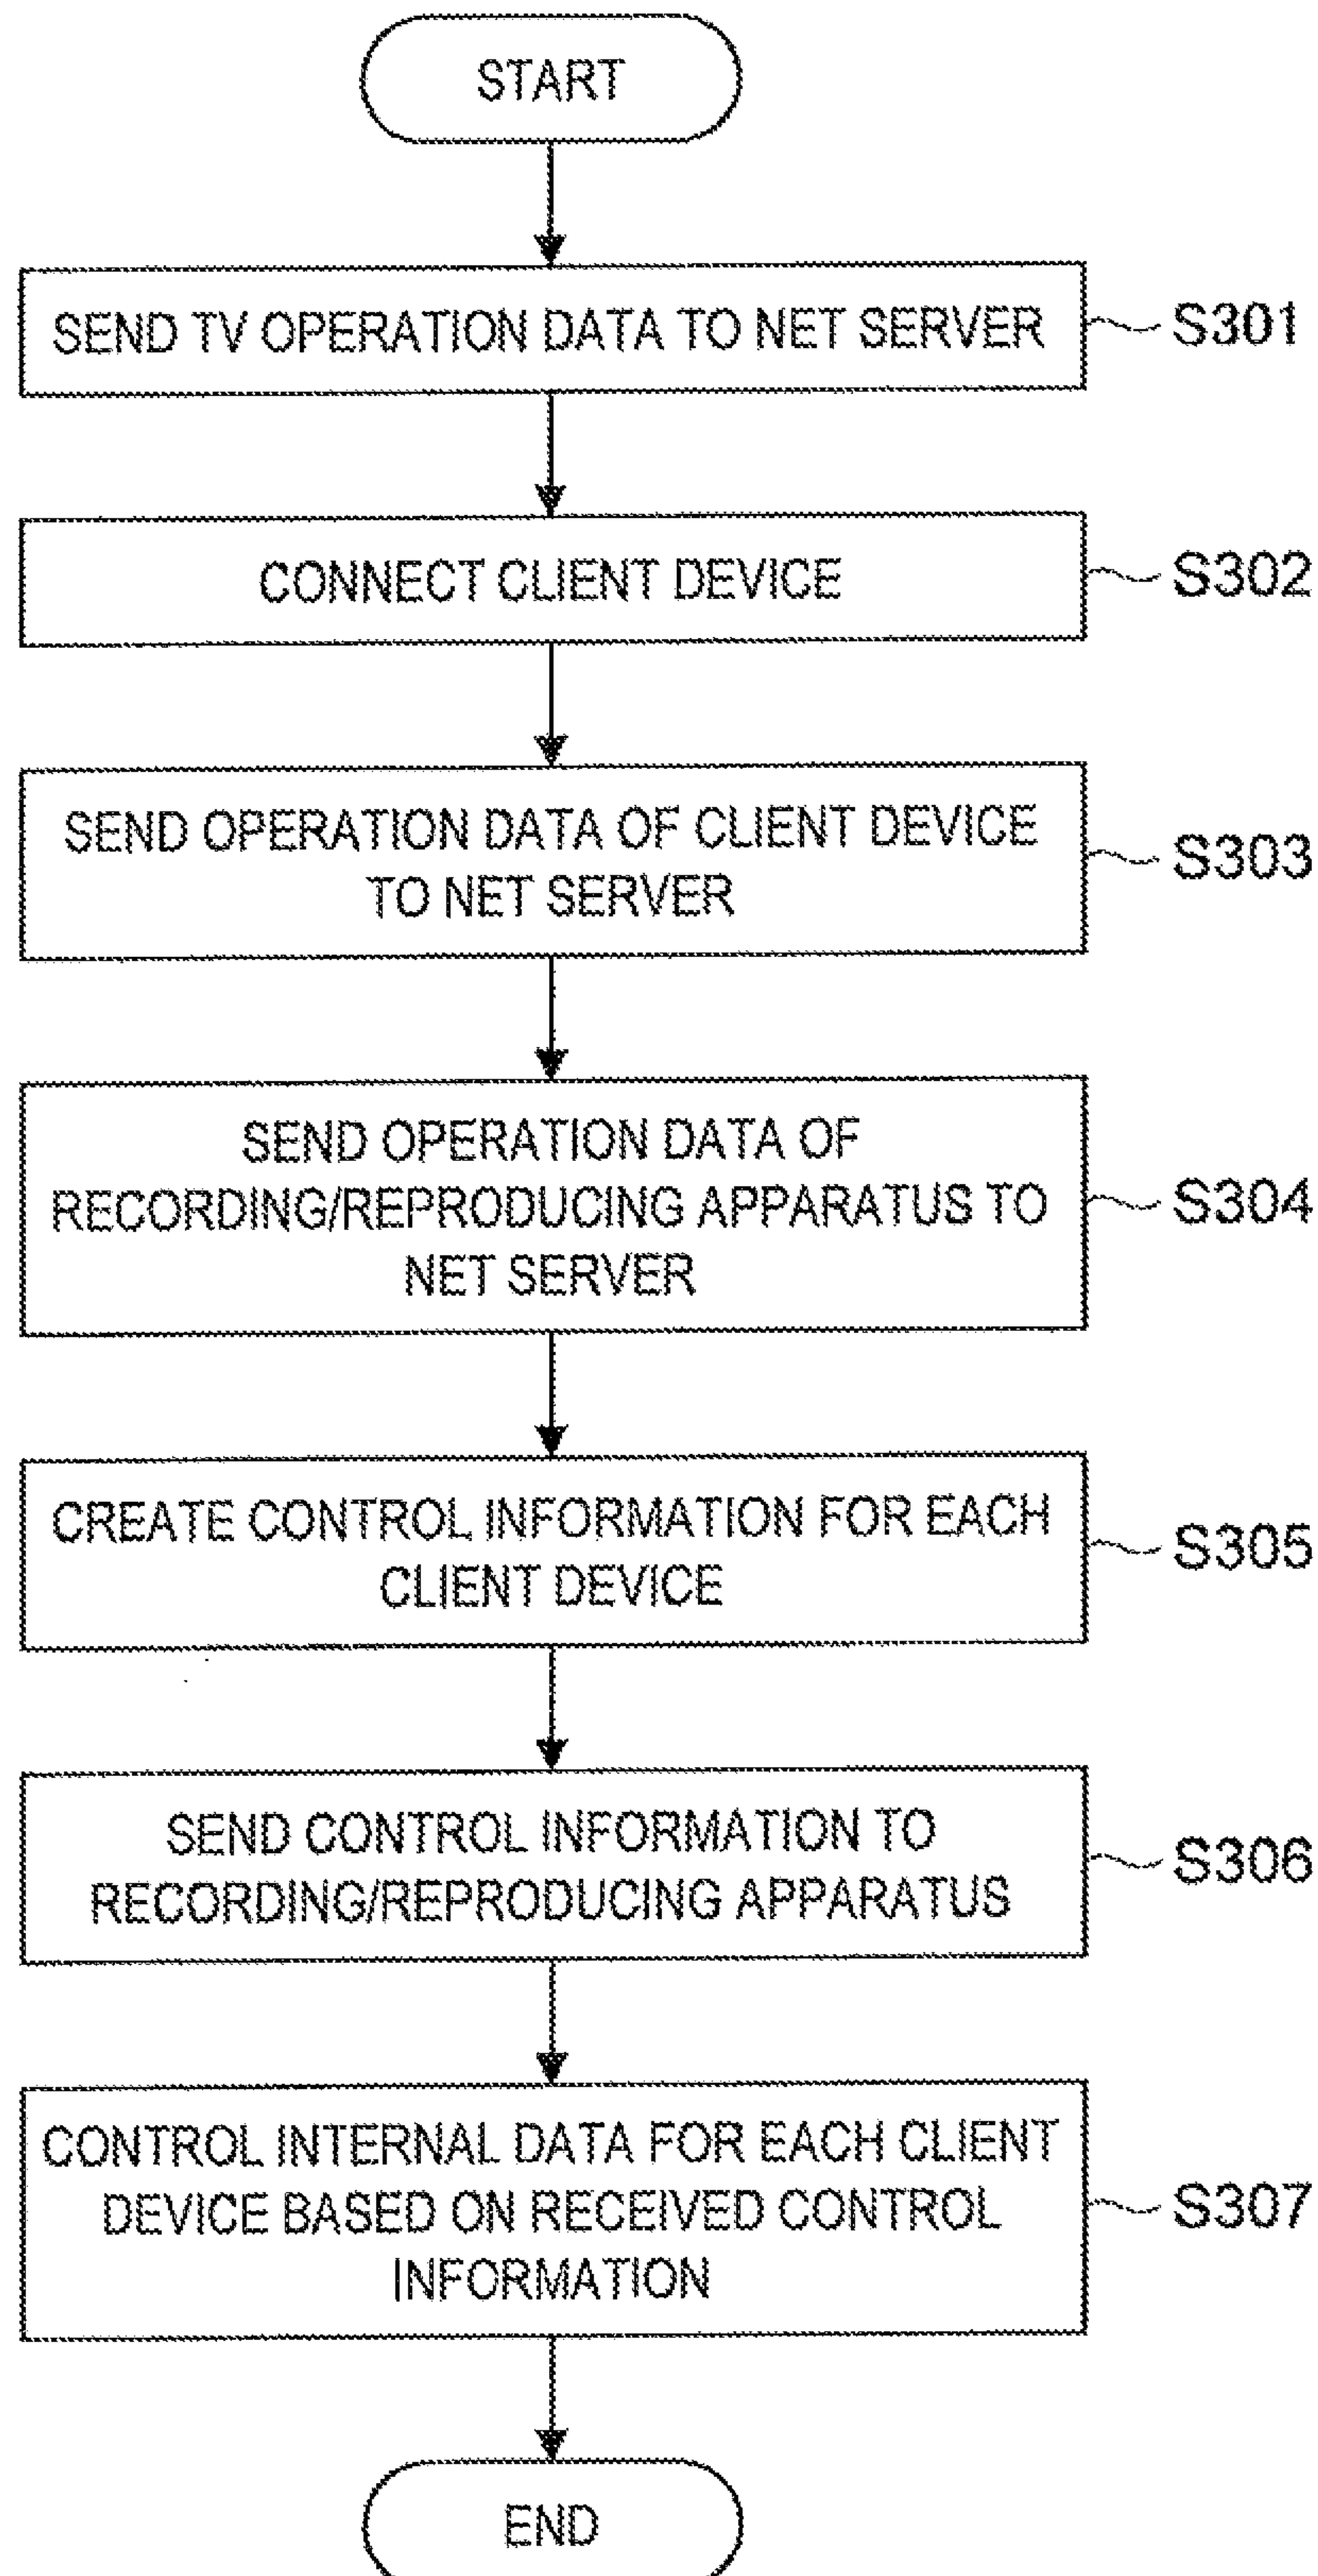 START
SEND TV OPERATION DATA TO NET SERVER
S301
CONNECT CLIENT DEVICE
S302
SEND OPERATION DATA OF CLIENT DEVICE
TO NET SERVER
S303
SEND OPERATION DATA OF
RECORDING/REPRODUCING APPARATUS TO
NET SERVER
S304
CREATE CONTROL INFORMATION FOR EACH
CLIENT DEVICE
S305
SEND CONTROL INFORMATION TO
RECORDING/REPRODUCING APPARATUS
S306
CONTROL INTERNAL DATA FOR EACH CLIENT
DEVICE BASED ON RECEIVED CONTROL
INFORMATION
S307
END